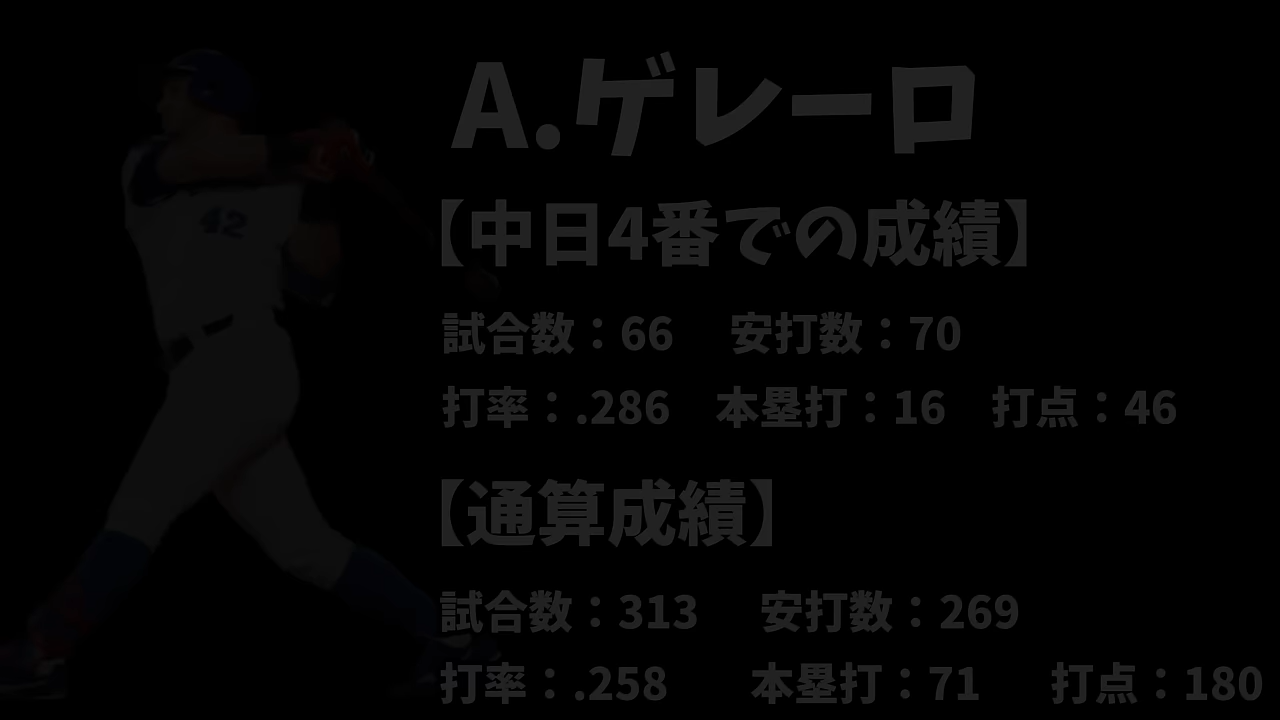 A.ゲレーロ
【中日4番での成績】
42
試合数：66　安打数：70
打率：.286　本塁打：16　打点：46
【通算成績】
試合数：313　安打数：269
打率：.258　本塁打：71　打点：180